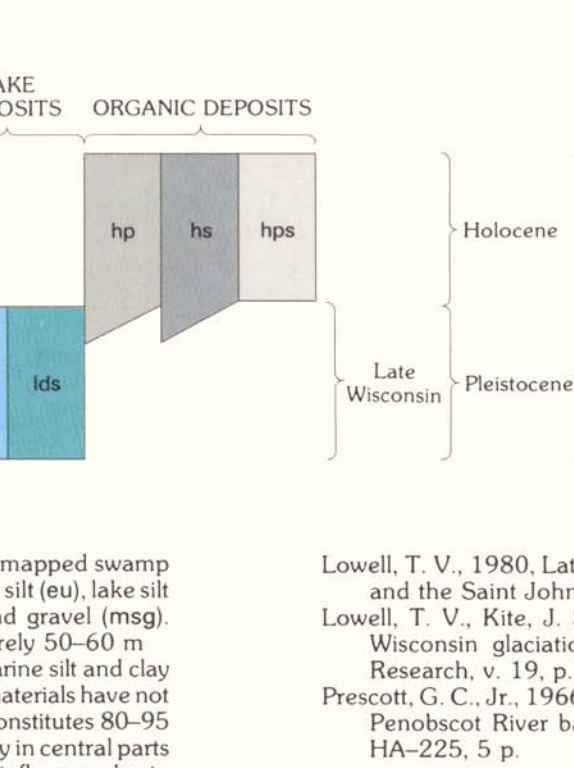 AKE
OSITS
ORGANIC DEPOSITS
hp
hs
hps
Holocene
lds
Late
Wisconsin
Pleistocene
mapped swamp
silt (eu), lake silt
nd gravel (msg).
rely 50–60 m
arine silt and clay
naterials have not
onstitutes 80–95
y in central parts
Lowell, T. V., 1980, Lat
and the Saint John
Lowell, T. V., Kite, J. S
Wisconsin glaciatio
Research, v. 19, p.
Prescott, G. C., Jr., 1966
Penobscot River ba
HA–225, 5 p.